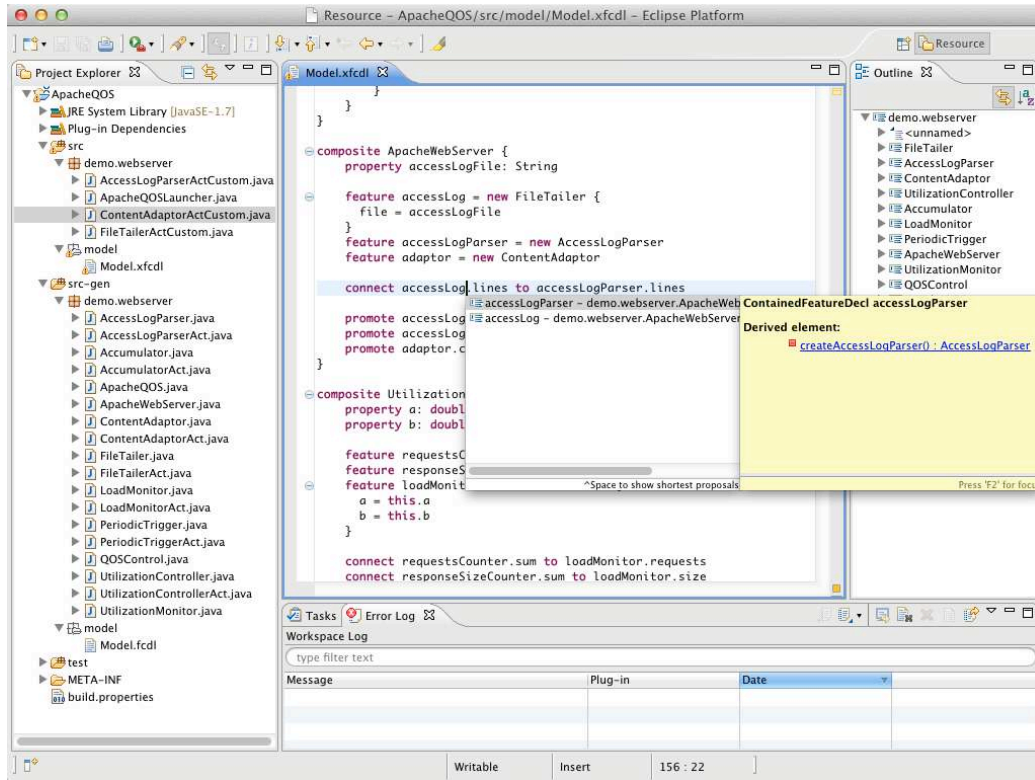 Resource - ApacheQOS/src/model/Model.xfcdl - Eclipse Platform
Resource
Project Explorer
ApacheQOS
JRE System Library [JavaSE-1.7]
Plug-in Dependencies
src
demo.webserver
AccessLogParserActCustom.java
ApacheQOSLauncher.java
ContentAdaptorActCustom.java
FileTailerActCustom.java
model
Model.xfcdl
src-gen
demo.webserver
AccessLogParser.java
AccessLogParserAct.java
Accumulator.java
AccumulatorAct.java
ApacheQOS.java
ApacheWebServer.java
ContentAdaptor.java
ContentAdaptorAct.java
FileTailer.java
FileTailerAct.java
LoadMonitor.java
LoadMonitorAct.java
PeriodicTrigger.java
PeriodicTriggerAct.java
QOSControl.java
UtilizationController.java
UtilizationControllerAct.java
UtilizationMonitor.java
model
Model.fcdl
test
META-INF
build.properties
Model.xfcdl
}
}
}
composite ApacheWebServer {
property accessLogFile: String
feature accessLog = new FileTailer {
file = accessLogFile
}
feature accessLogParser = new AccessLogParser
feature adaptor = new ContentAdaptor
connect accessLog.lines to accessLogParser.lines
promote accessLog
promote accessLog
promote adaptor.c
}
composite Utilization
property a: doubl
property b: doubl
feature requestsC
feature responseS
feature loadMonit
a = this.a
b = this.b
}
connect requestsCounter.sum to loadMonitor.requests
connect responseSizeCounter.sum to loadMonitor.size
accessLogParser - demo.webserver.ApacheWeb
accessLog - demo.webserver.ApacheWebServer
^Space to show shortest proposals
ContainedFeatureDecl accessLogParser
Derived element:
createAccessLogParser() : AccessLogParser
Press 'F2' for focu
Outline
demo.webserver
<unnamed>
FileTailer
AccessLogParser
ContentAdaptor
UtilizationController
Accumulator
LoadMonitor
PeriodicTrigger
ApacheWebServer
UtilizationMonitor
QOSControl
Tasks
Error Log
Workspace Log
type filter text
Message Plug-in Date
Writable Insert 156 : 22